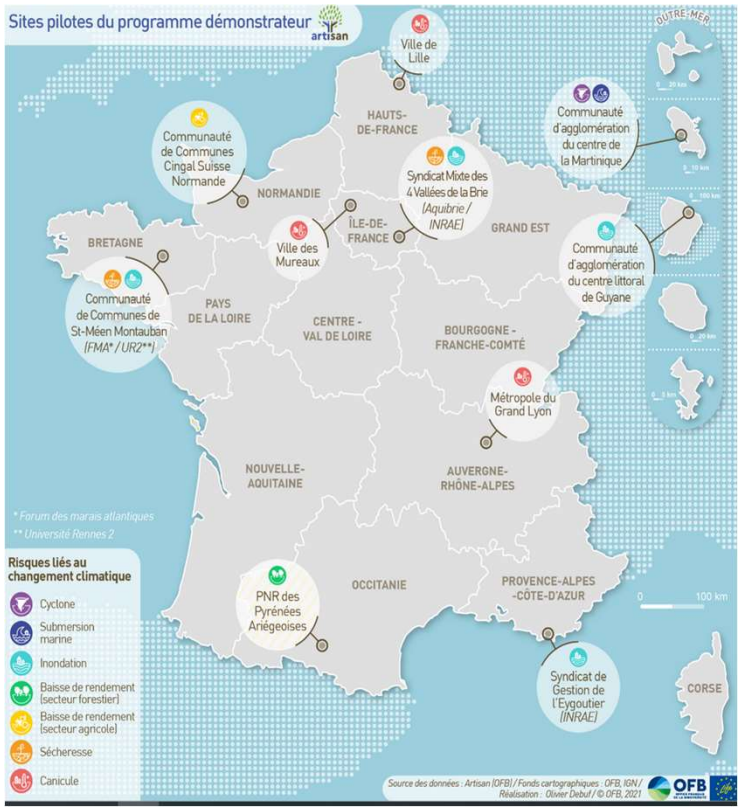 Sites pilotes du programme démonstrateur
artisan
Ville de
Lille
OUTRE-MER
HAUTS-
DE-FRANCE
Communauté
d'agglomération
du centre de
la Martinique
Communauté
de Communes
Cingal Suisse
Normande
NORMANDIE
Syndicat Mixte des
4 Vallées de la Brie
(Aquibrie /
INRAE)
ÎLE-DE-
FRANCE
GRAND EST
Ville des
Mureaux
BRETAGNE
Communauté
d'agglomération
du centre littoral
de Guyane
Communauté
de Communes de
St-Méen Montauban
(FMA* / UR2**)
PAYS
DE LA LOIRE
CENTRE -
VAL DE LOIRE
BOURGOGNE -
FRANCHE-COMTÉ
Métropole du
Grand Lyon
NOUVELLE-
AQUITAINE
AUVERGNE-
RHÔNE-ALPES
* Forum des marais atlantiques
** Université Rennes 2
Risques liés au
changement climatique
Cyclone
Submersion
marine
Inondation
Baisse de rendement
(secteur forestier)
Baisse de rendement
(secteur agricole)
Sécheresse
Canicule
PNR des
Pyrénées
Ariégeoises
OCCITANIE
PROVENCE-ALPES
-CÔTE-D'AZUR
0 100 km
Syndicat de
Gestion de
l'Eygoutier
(INRAE)
CORSE
Source des données : Artisan (OFB) / Fonds cartographiques : OFB, IGN /
Réalisation : Olivier Debuf / © OFB, 2021
OFB
OFFICE FRANÇAIS
DE LA BIODIVERSITÉ